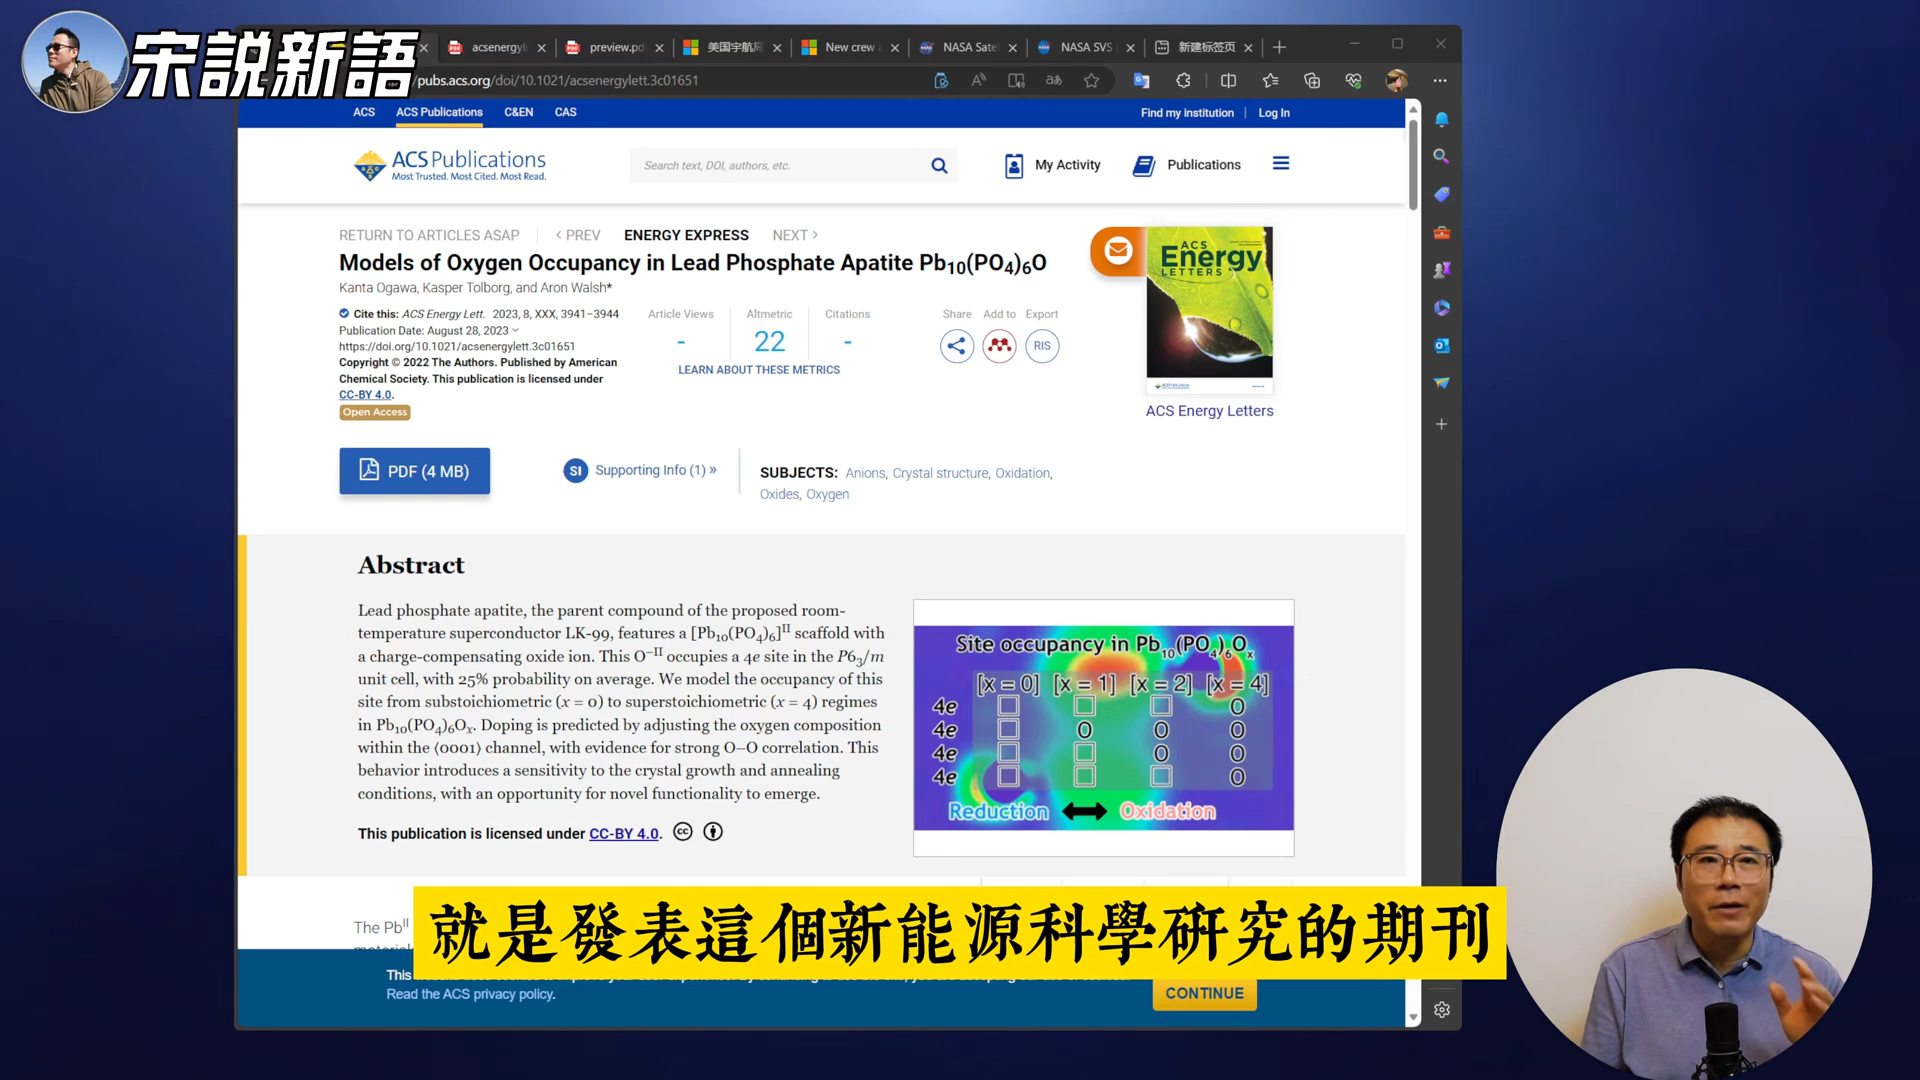 宋説新語
acsenergyl
preview.pd
美国宇航局
New crew a
NASA Sate
NASA SVS
新建标签页
pubs.acs.org/doi/10.1021/acsenergylett.3c01651
ACS
ACS Publications
C&EN
CAS
Find my institution
Log In
ACS Publications
Most Trusted. Most Cited. Most Read.
Search text, DOI, authors, etc.
My Activity
Publications
RETURN TO ARTICLES ASAP
< PREV
ENERGY EXPRESS
NEXT >
Models of Oxygen Occupancy in Lead Phosphate Apatite Pb10(PO4)6O
Kanta Ogawa, Kasper Tolborg, and Aron Walsh*
Cite this: ACS Energy Lett. 2023, 8, XXX, 3941–3944
Publication Date: August 28, 2023
https://doi.org/10.1021/acsenergylett.3c01651
Copyright © 2022 The Authors. Published by American
Chemical Society. This publication is licensed under
CC-BY 4.0.
Open Access
Article Views
-
Altmetric
22
Citations
-
LEARN ABOUT THESE METRICS
Share
Add to
Export
RIS
ACS
Energy
LETTERS
ACS Energy Letters
PDF (4 MB)
SI
Supporting Info (1) »
SUBJECTS: Anions, Crystal structure, Oxidation,
Oxides, Oxygen
Abstract
Lead phosphate apatite, the parent compound of the proposed room-
temperature superconductor LK-99, features a [Pb10(PO4)6]II scaffold with
a charge-compensating oxide ion. This O−II occupies a 4e site in the P63/m
unit cell, with 25% probability on average. We model the occupancy of this
site from substoichiometric (x = 0) to superstoichiometric (x = 4) regimes
in Pb10(PO4)6Ox. Doping is predicted by adjusting the oxygen composition
within the ⟨0001⟩ channel, with evidence for strong O–O correlation. This
behavior introduces a sensitivity to the crystal growth and annealing
conditions, with an opportunity for novel functionality to emerge.
This publication is licensed under CC-BY 4.0.
Site occupancy in Pb10(PO4)6Ox
[x = 0] [x = 1] [x = 2] [x = 4]
4e □ □ □ O
4e □ O O O
4e □ □ O O
4e □ □ □ O
Reduction ↔ Oxidation
The PbII
就是發表這個新能源科學研究的期刊
This
Read the ACS privacy policy.
CONTINUE